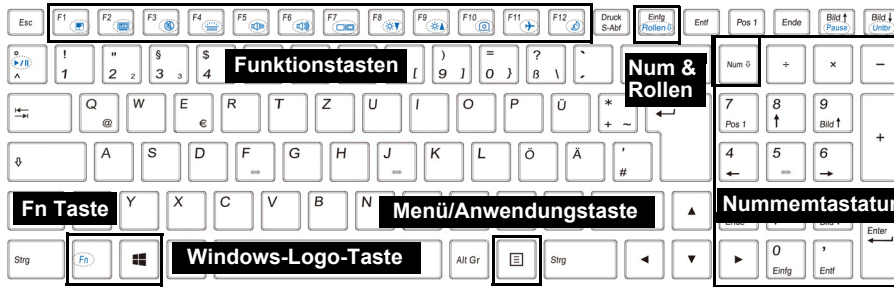 Esc F1 F2 F3 F4 F5 F6 F7 F8 F9 F10 F11 F12 Druck S-Abf Einfg Rollen⇩ Entf Pos 1 Ende Bild↑ Pause Bild↓ Untbr
° ^ ! 1 " 2 ² § 3 ³ $ 4 [ ) 9 ] = 0 } ? ß \ Num⇩ ÷ × −
Funktionstasten
Num &
Rollen
Q @ W E € R T Z U I O P Ü * + ~ 7 Pos 1 8 ↑ 9 Bild↑ +
A S D F G H J K L Ö Ä ' # 4 ← 5 6 →
Fn Taste
Y X C V B N
Menü/Anwendungstaste
▲
Nummerntastatur
Enter
Strg Fn
Windows-Logo-Taste
Alt Gr Strg ◄ ▼ ► 0 Einfg , Entf